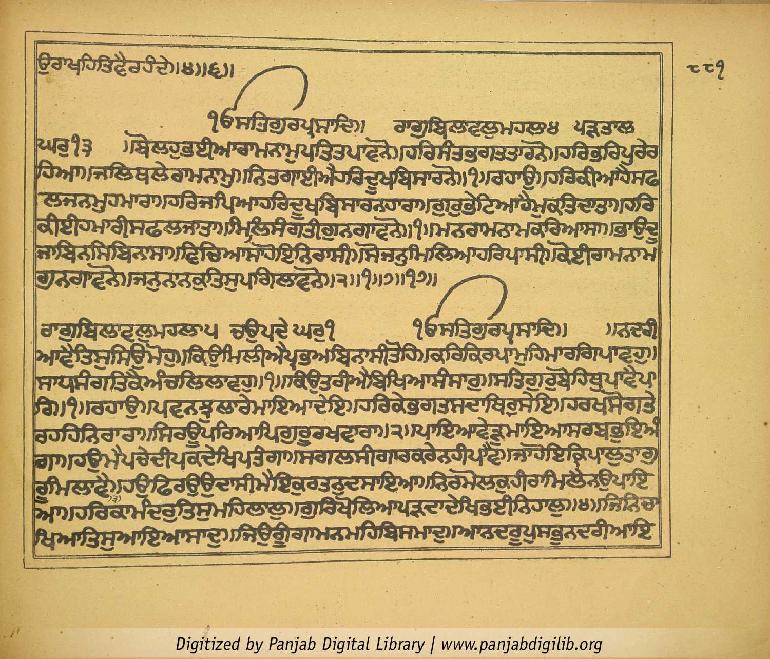 ਉਰਾਖਹਿਤਿਵੈਰਹੰਦੇ॥੪॥੬॥
੮੮੧
ੴਸਤਿਗੁਰਪ੍ਰਸਾਦਿ॥ ਰਾਗੁਬਿਲਾਵਲੁਮਹਲਾ੪ ਪੜਤਾਲ
ਘਰੁ੧੩ ॥ਬੋਲਹੁਭਈਆਰਾਮਨਾਮੁਪਤਿਤਪਾਵਨੋ॥ਹਰਿਸੰਤਭਗਤਤਾਰਨੋ॥ਹਰਿਭਰਿਪੁਰੇਰ
ਹਿਆ॥ਜਲਿਥਲੇਰਾਮਨਾਮੁ॥ਨਿਤਗਾਈਐਹਰਿਦੂਖਬਿਸਾਰਨੋ॥੧॥ਰਹਾਉ॥ਹਰਿਕੀਆਹੈਸਫ
ਲਜਨਮੁਹਮਾਰਾ॥ਹਰਿਜਪਿਆਹਰਿਦੂਖਬਿਸਾਰਨਹਾਰਾ॥ਗੁਰੁਭੇਟਿਆਹੈਮੁਕਤਿਦਾਤਾ॥ਹਰਿ
ਕੀਈਹਮਾਰੀਸਫਲਜਾਤਾ॥ਮਿਲਿਸੰਗਤੀਗੁਨਗਾਵਨੋ॥੧॥ਮਨਰਾਮਨਾਮਕਰਿਆਸਾ॥ਭਾਉਦੂ
ਜਾਬਿਨਸਿਬਿਨਾਸਾ॥ਵਿਚਿਆਸਾਹੋਇਨਿਰਾਸੀ॥ਸੋਜਨੁਮਿਲਿਆਹਰਿਪਾਸੀ॥ਕੋਈਰਾਮਨਾਮ
ਗੁਨਗਾਵਨੋ॥ਜਨੁਨਾਨਕੁਤਿਸੁਪਗਿਲਾਵਨੋ॥੨॥੧॥੭॥੧੭॥
ਰਾਗੁਬਿਲਾਵਲੁਮਹਲਾ੫ ਚਉਪਦੇਘਰੁ੧ ੴਸਤਿਗੁਰਪ੍ਰਸਾਦਿ॥ ॥ਨਦਰੀ
ਆਵੈਤਿਸੁਸਿਉਮੋਹੁ॥ਕਿਉਮਿਲੀਐਪ੍ਰਭਅਬਿਨਾਸੀਤੋਹਿ॥ਕਰਿਕਿਰਪਾਮੁਹਿਮਾਰਗਿਪਾਵਹੁ॥
ਸਾਧਸੰਗਤਿਕੈਅੰਚਲਿਲਾਵਹੁ॥੧॥ਕਿਉਤਰੀਐਬਿਖਿਆਸੰਸਾਰੁ॥ਸਤਿਗੁਰੁਬੋਹਿਥੁਪਾਵੈਪਾ
ਰਿ॥੧॥ਰਹਾਉ॥ਪਵਨਝੁਲਾਰੇਮਾਇਆਦੇਇ॥ਹਰਿਕੇਭਗਤਸਦਾਥਿਰੁਸੇਇ॥ਹਰਖਸੋਗਤੇ
ਰਹਹਿਨਿਰਾਰਾ॥ਸਿਰਊਪਰਿਆਪਿਗੁਰੂਰਖਵਾਰਾ॥੨॥ਪਾਇਆਵੇੜੁਮਾਇਆਸਰਬਭੁਇਅੰ
ਗਾ॥ਹਉਮੈਪਚੇਦੀਪਕਦੇਖਿਪਤੰਗਾ॥ਸਗਲਸੀਗਾਰਕਰੇਨਹੀਪਾਵੈ॥ਜਾਹੋਇਕ੍ਰਿਪਾਲੁਤਾਗੁ
ਰੂਮਿਲਾਵੈ॥ਹਉਫਿਰਉਉਦਾਸੀਮੈਇਕੁਰਤਨੁਦਸਾਇਆ॥ਨਿਰਮੋਲਕੁਹੀਰਾਮਿਲੈਨਉਪਾਇ
ਆ॥ਹਰਿਕਾਮੰਦਰੁਤਿਸੁਮਹਿਲਾਲੁ॥ਗੁਰਿਖੋਲਿਆਪੜਦਾਦੇਖਿਭਈਨਿਹਾਲੁ॥੪॥ਜਿਨਿਚਾ
ਖਿਆਤਿਸੁਆਇਆਸਾਦੁ॥ਜਿਉਗੂੰਗਾਮਨਮਹਿਬਿਸਮਾਦੁ॥ਆਨਦਰੂਪੁਸਭੁਨਦਰੀਆਇ
Digitized by Panjab Digital Library | www.panjabdigilib.org